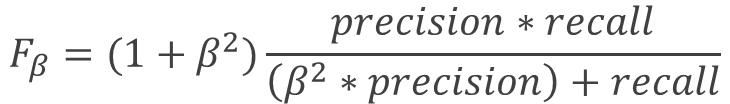 F_β = (1 + β²) precision * recall / (β² * precision) + recall